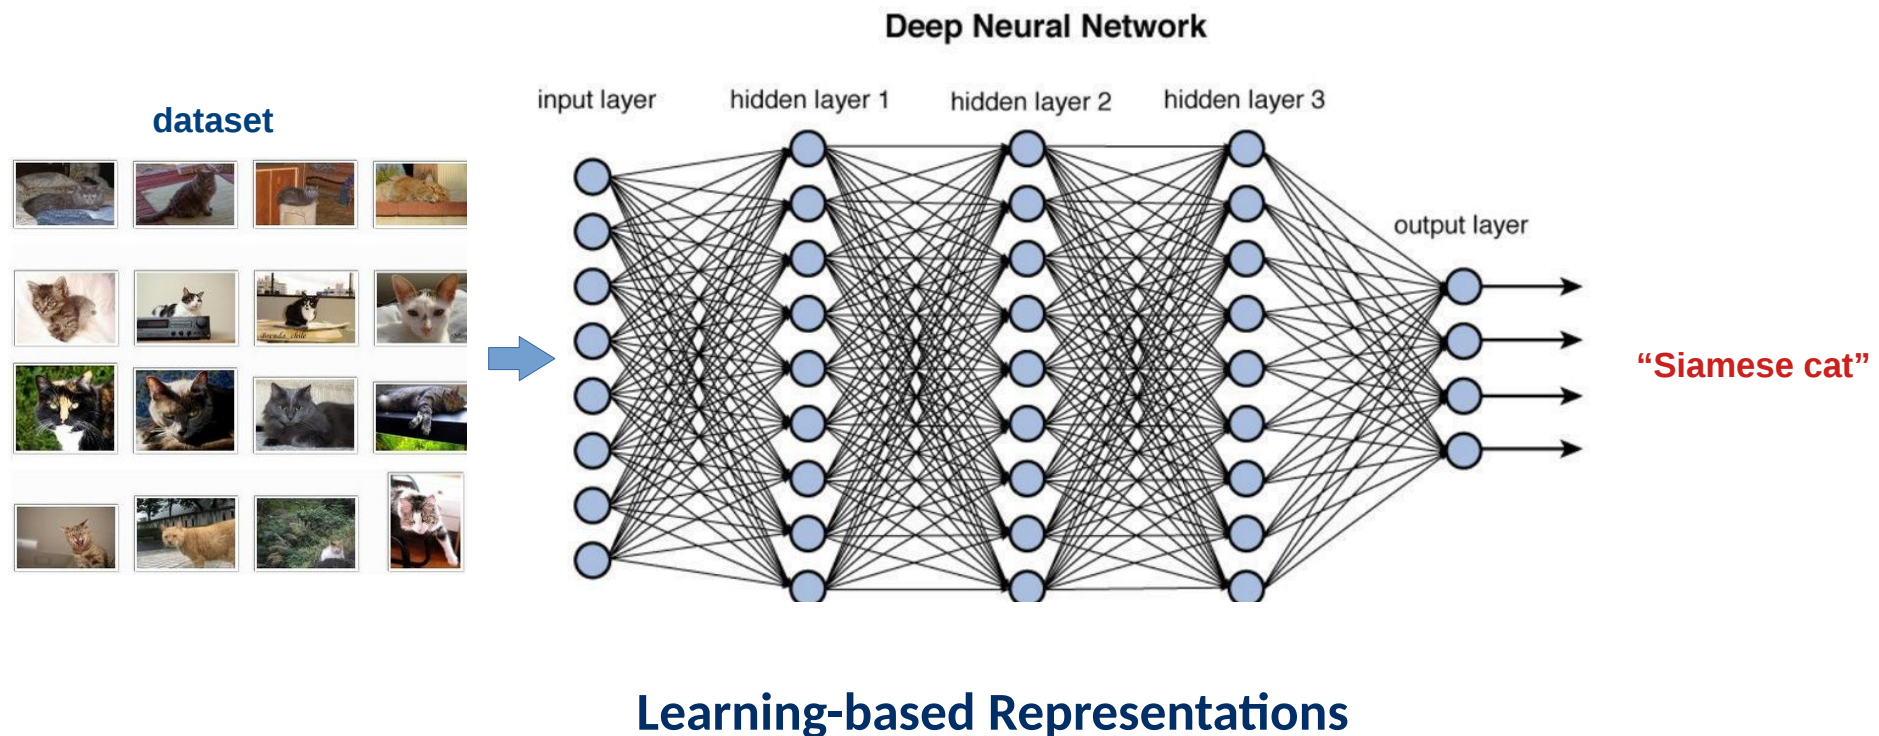 Deep Neural Network
input layer
hidden layer 1
hidden layer 2
hidden layer 3
dataset
output layer
“Siamese cat”
Learning-based Representations